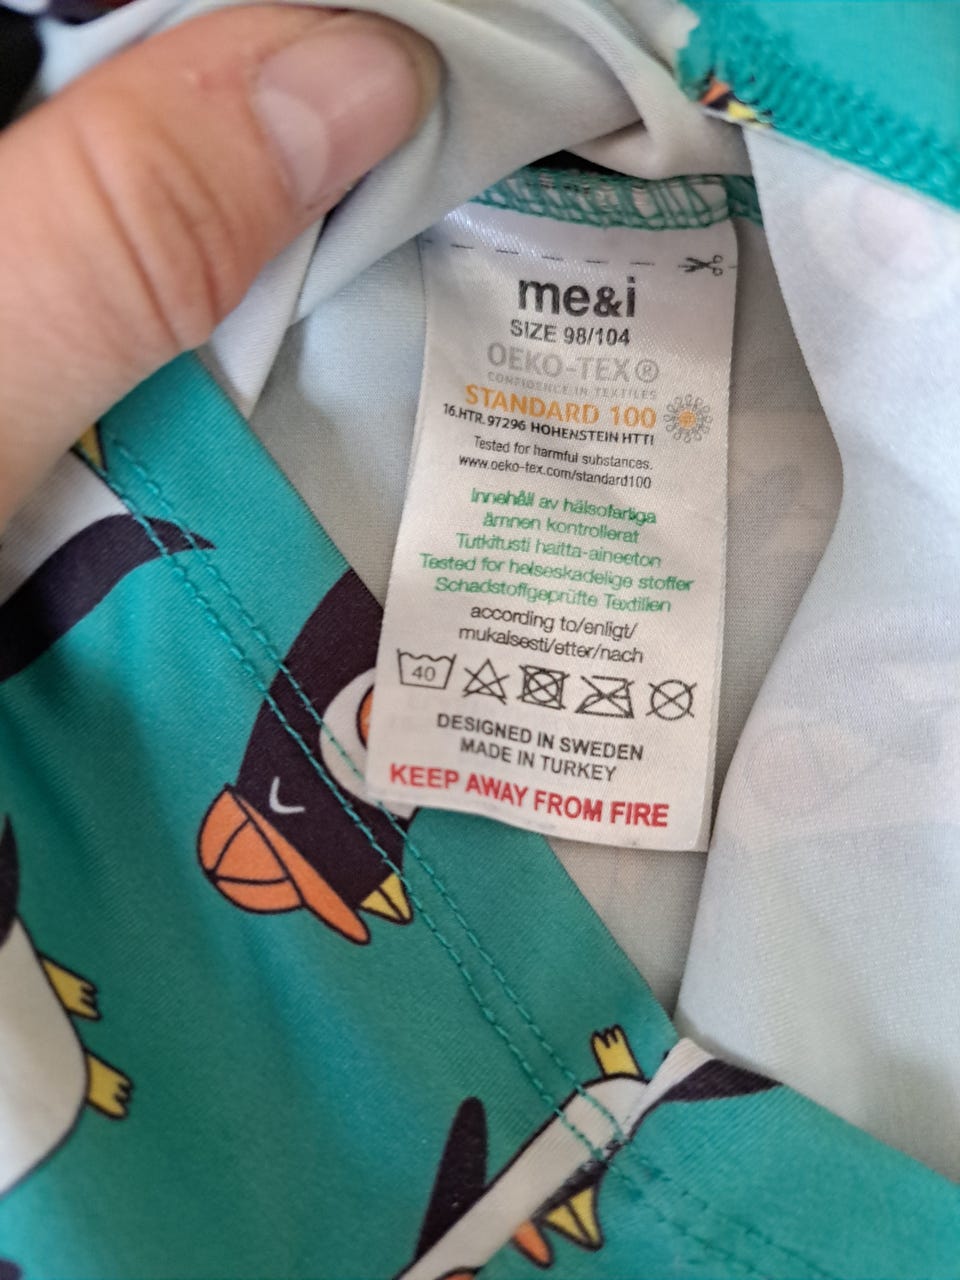 me&i
SIZE 98/104
OEKO-TEX®
CONFIDENCE IN TEXTILES
STANDARD 100
16.HTR.97296 HOHENSTEIN HTTI
Tested for harmful substances.
www.oeko-tex.com/standard100
Innehåll av hälsofarliga
ämnen kontrollerat
Tutkitusti haitta-aineeton
Tested for helseskadelige stoffer
Schadstoffgeprüfte Textilien
according to/enligt/
mukaisesti/etter/nach
40
DESIGNED IN SWEDEN
MADE IN TURKEY
KEEP AWAY FROM FIRE